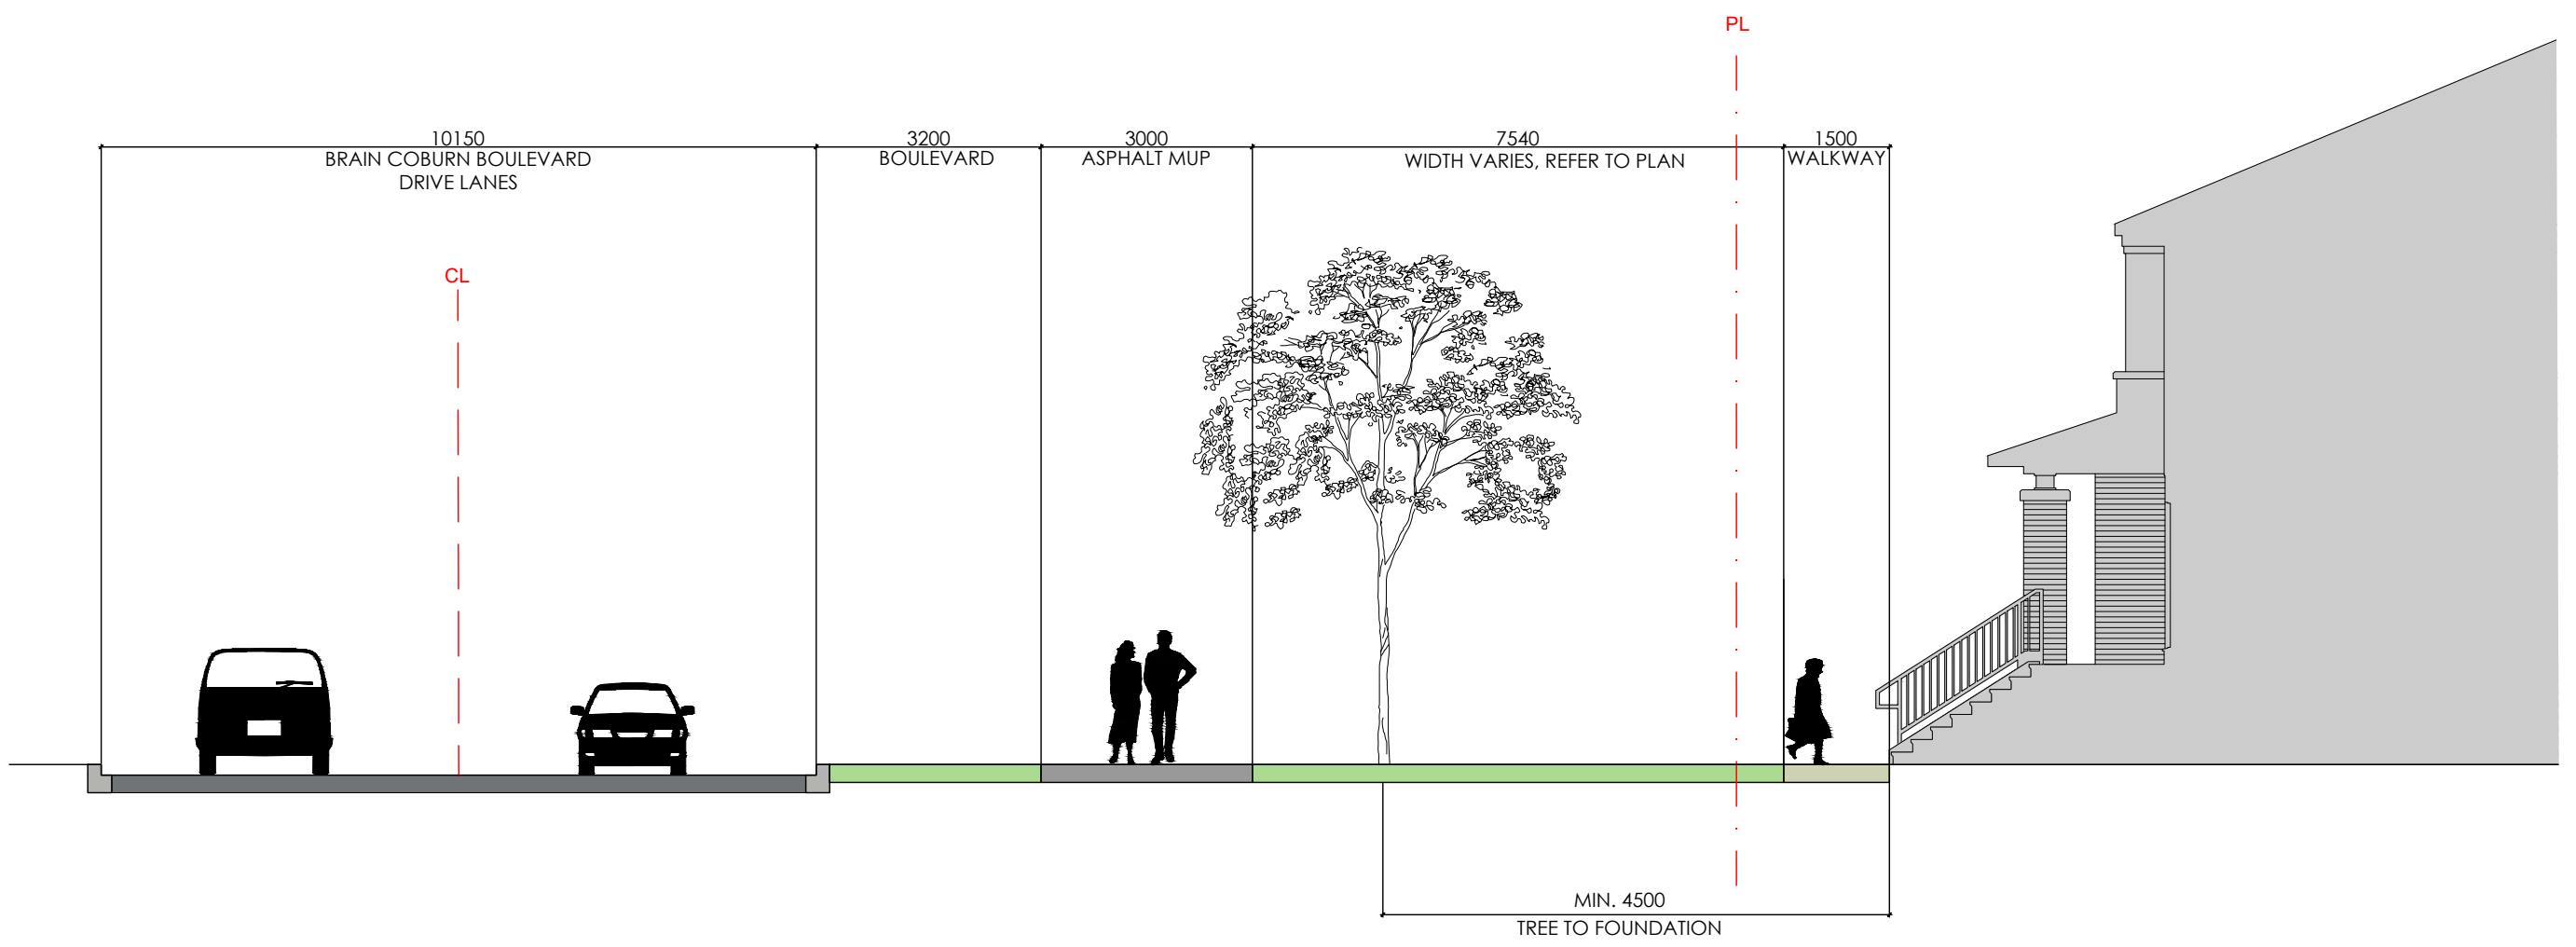 PL
10150
BRAIN COBURN BOULEVARD
DRIVE LANES
3200
BOULEVARD
3000
ASPHALT MUP
7540
WIDTH VARIES, REFER TO PLAN
1500
WALKWAY
CL
MIN. 4500
TREE TO FOUNDATION